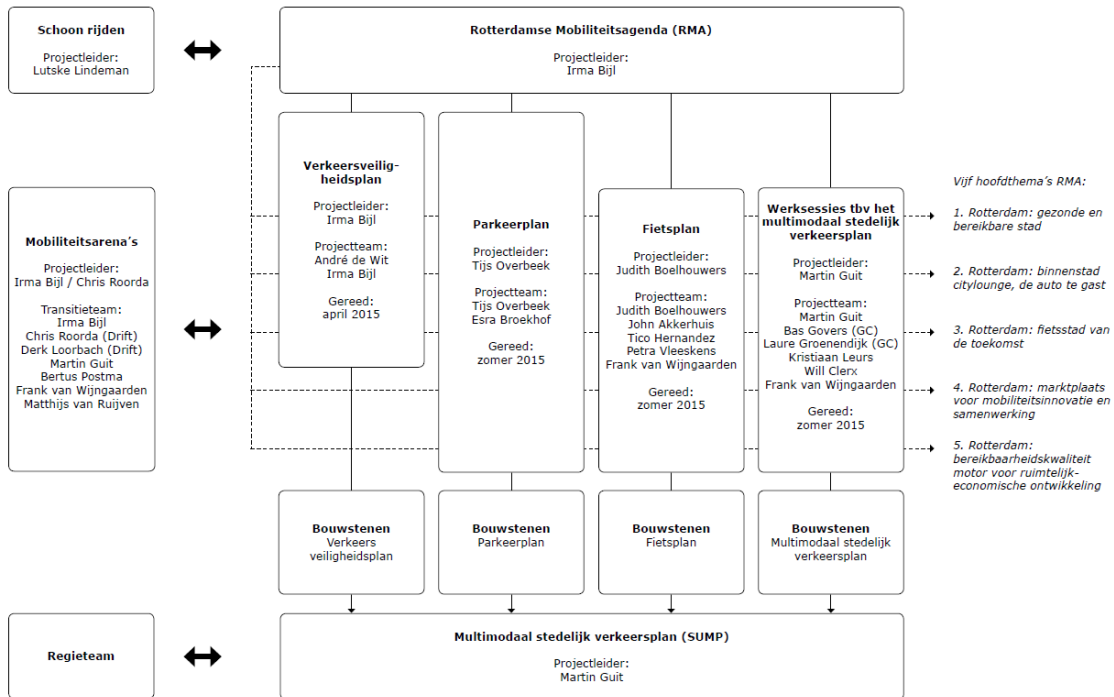 Schoon rijden
Projectleider:
Lutske Lindeman
Rotterdamse Mobiliteitsagenda (RMA)
Projectleider:
Irma Bijl
Mobiliteitsarena's
Projectleider:
Irma Bijl / Chris Roorda
Transitieteam:
Irma Bijl
Chris Roorda (Drift)
Derk Loorbach (Drift)
Martin Guit
Bertus Postma
Frank van Wijngaarden
Matthijs van Ruijven
Verkeersveilig-
heidsplan
Projectleider:
Irma Bijl
Projectteam:
André de Wit
Irma Bijl
Gereed:
april 2015
Parkeerplan
Projectleider:
Tijs Overbeek
Projectteam:
Tijs Overbeek
Esra Broekhof
Gereed:
zomer 2015
Fietsplan
Projectleider:
Judith Boelhouwers
Projectteam:
Judith Boelhouwers
John Akkerhuis
Tico Hernandez
Petra Vleeskens
Frank van Wijngaarden
Gereed:
zomer 2015
Werksessies tbv het
multimodaal stedelijk
verkeersplan
Projectleider:
Martin Guit
Projectteam:
Martin Guit
Bas Govers (GC)
Laure Groenendijk (GC)
Kristiaan Leurs
Will Clerx
Frank van Wijngaarden
Gereed:
zomer 2015
Vijf hoofdthema's RMA:
1. Rotterdam: gezonde en
bereikbare stad
2. Rotterdam: binnenstad
citylounge, de auto te gast
3. Rotterdam: fietsstad van
de toekomst
4. Rotterdam: marktplaats
voor mobiliteitsinnovatie en
samenwerking
5. Rotterdam:
bereikbaarheidskwaliteit
motor voor ruimtelijk-
economische ontwikkeling
Bouwstenen
Verkeers
veiligheidsplan
Bouwstenen
Parkeerplan
Bouwstenen
Fietsplan
Bouwstenen
Multimodaal stedelijk
verkeersplan
Regieteam
Multimodaal stedelijk verkeersplan (SUMP)
Projectleider:
Martin Guit